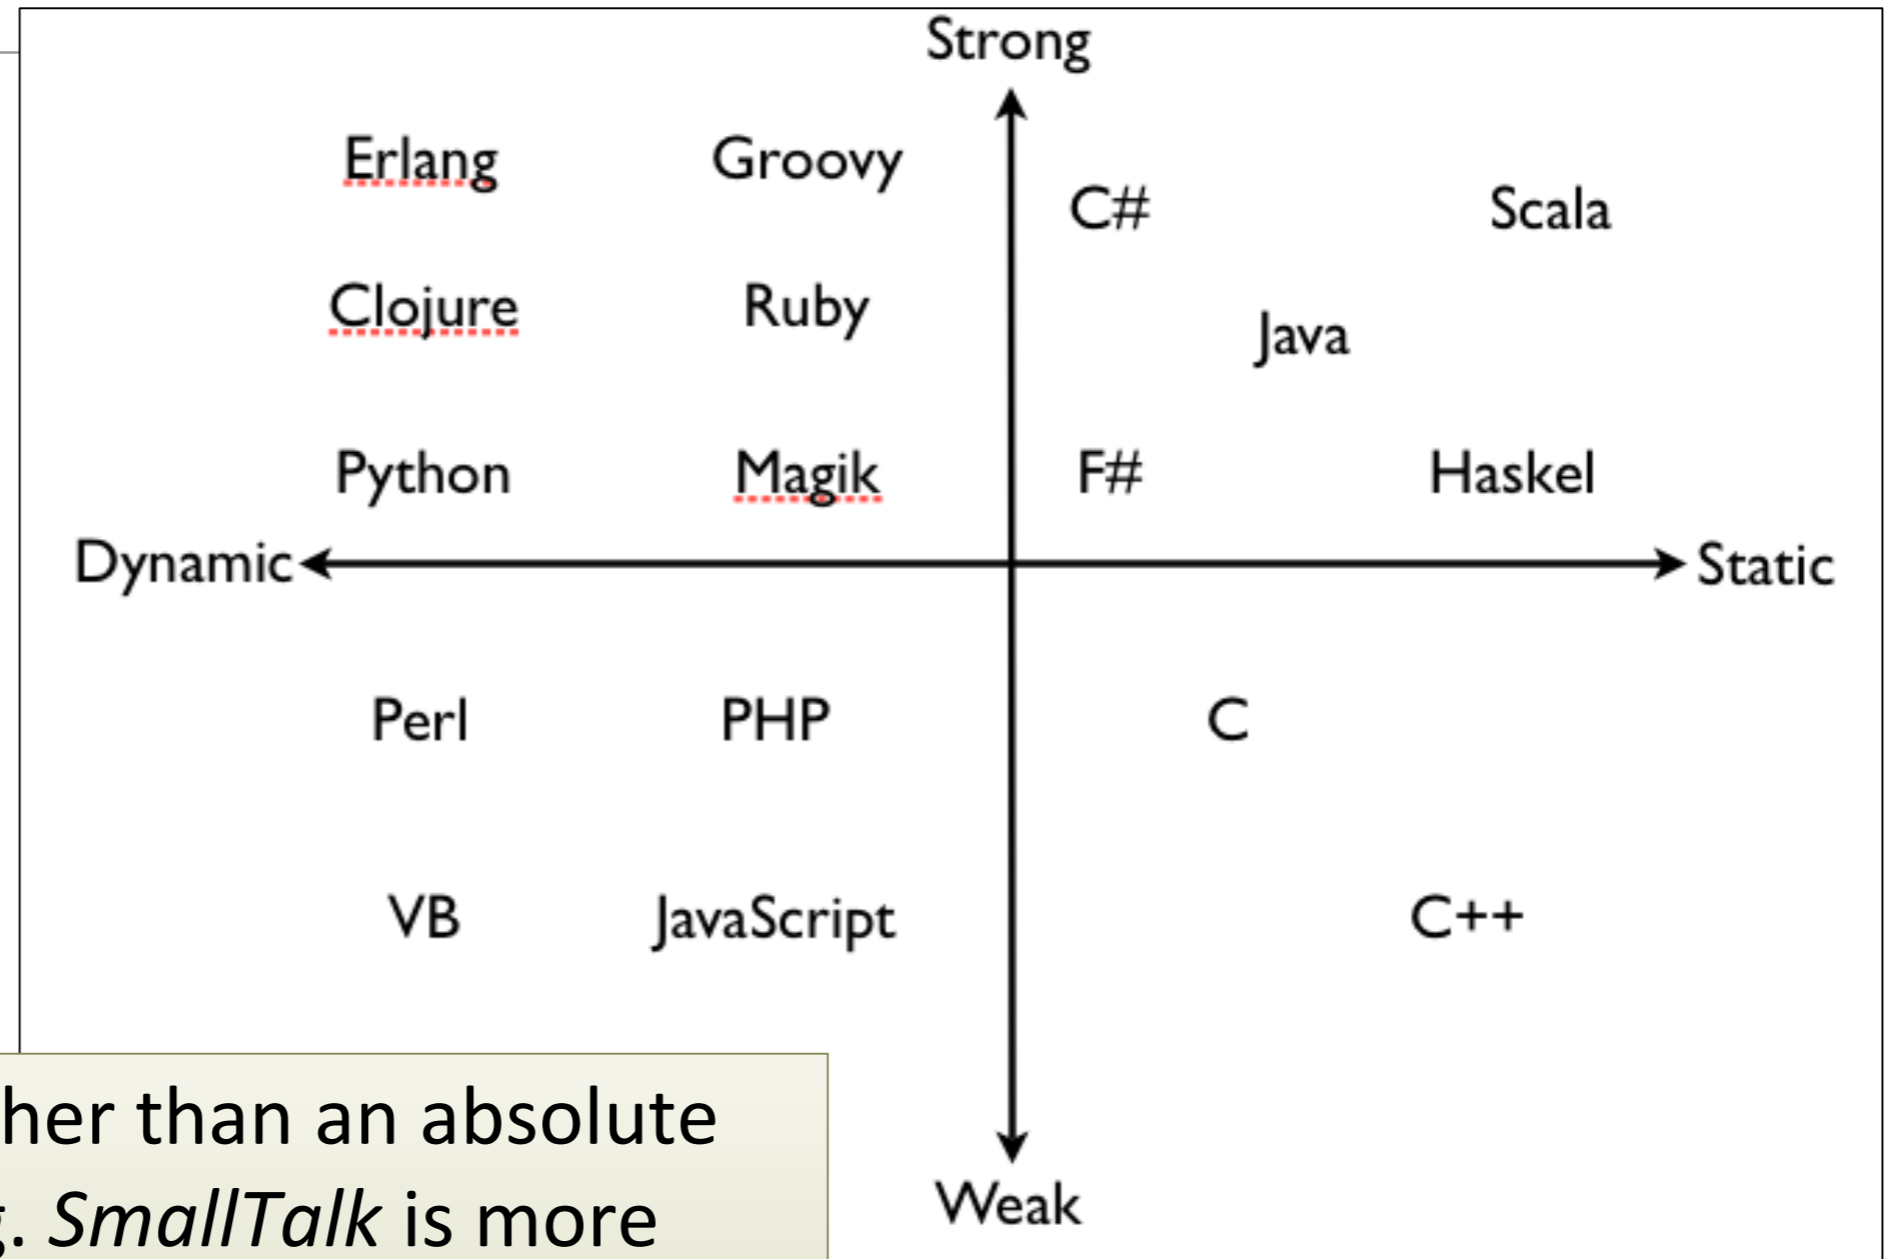 Strong
Erlang Groovy
C# Scala
Clojure Ruby
Java
Python Magik F# Haskel
Dynamic Static
Perl PHP C
VB JavaScript C++
her than an absolute
. SmallTalk is more
Weak